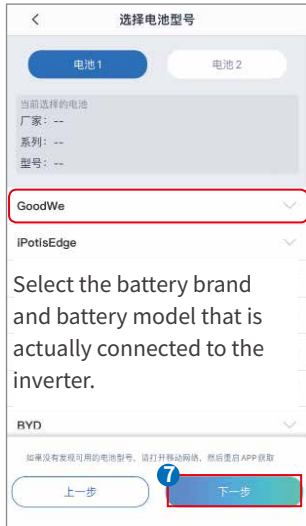 选择电池型号
电池1 电池2
当前选择的电池
厂家：--
系列：--
型号：--
GoodWe
iPotisEdge
Select the battery brand
and battery model that is
actually connected to the
inverter.
BYD
如果没有发现可用的电池型号，请打开移动网络，然后重启APP获取
7
上一步 下一步